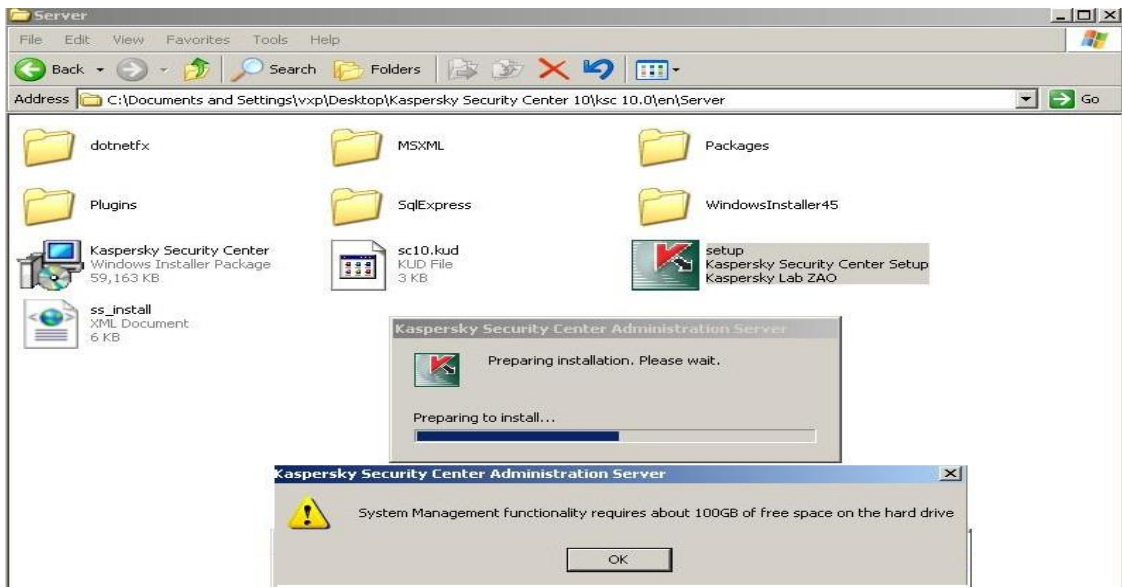 Server
File Edit View Favorites Tools Help
Back Search Folders
Address C:\Documents and Settings\vxp\Desktop\Kaspersky Security Center 10\ksc 10.0\en\Server Go
dotnetfx
MSXML
Packages
Plugins
SqlExpress
WindowsInstaller45
Kaspersky Security Center
Windows Installer Package
59,163 KB
sc10.kud
KUD File
3 KB
setup
Kaspersky Security Center Setup
Kaspersky Lab ZAO
ss_install
XML Document
6 KB
Kaspersky Security Center Administration Server
Preparing installation. Please wait.
Preparing to install...
Kaspersky Security Center Administration Server
System Management functionality requires about 100GB of free space on the hard drive
OK